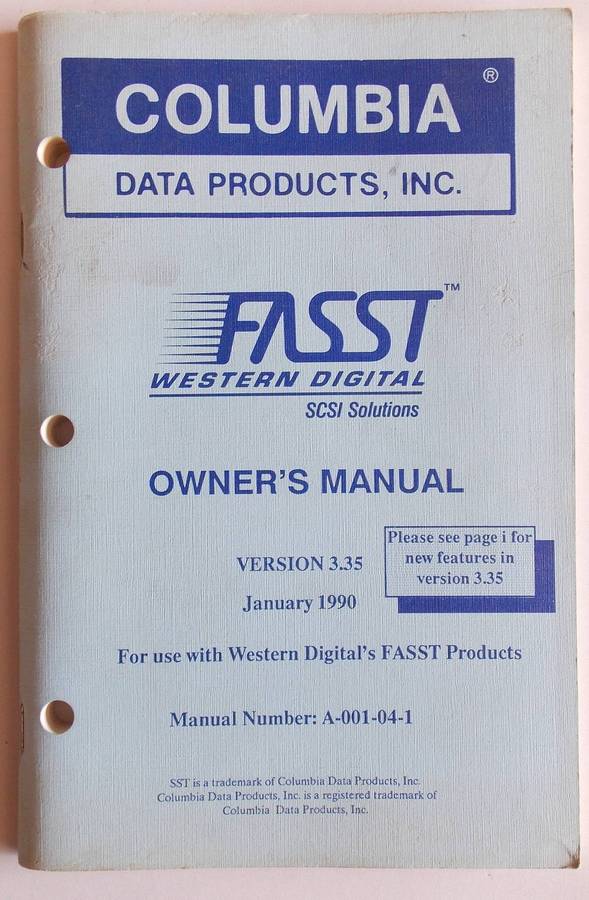 COLUMBIA®
DATA PRODUCTS, INC.
FASST™
WESTERN DIGITAL
SCSI Solutions
OWNER'S MANUAL
VERSION 3.35
January 1990
Please see page i for
new features in
version 3.35
For use with Western Digital's FASST Products
Manual Number: A-001-04-1
SST is a trademark of Columbia Data Products, Inc.
Columbia Data Products, Inc. is a registered trademark of
Columbia Data Products, Inc.